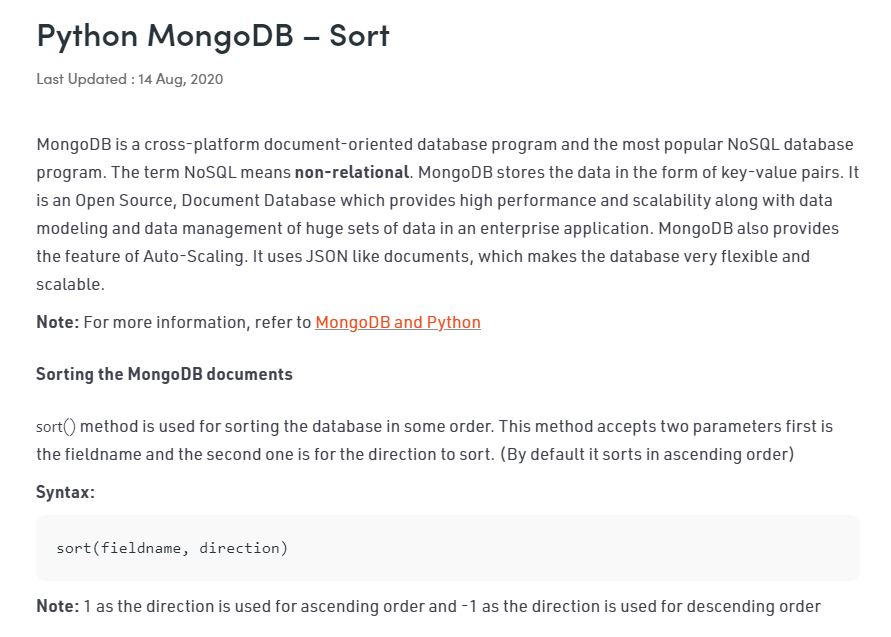 Python MongoDB – Sort
Last Updated : 14 Aug, 2020
MongoDB is a cross-platform document-oriented database program and the most popular NoSQL database
program. The term NoSQL means non-relational. MongoDB stores the data in the form of key-value pairs. It
is an Open Source, Document Database which provides high performance and scalability along with data
modeling and data management of huge sets of data in an enterprise application. MongoDB also provides
the feature of Auto-Scaling. It uses JSON like documents, which makes the database very flexible and
scalable.
Note: For more information, refer to MongoDB and Python
Sorting the MongoDB documents
sort() method is used for sorting the database in some order. This method accepts two parameters first is
the fieldname and the second one is for the direction to sort. (By default it sorts in ascending order)
Syntax:
sort(fieldname, direction)
Note: 1 as the direction is used for ascending order and -1 as the direction is used for descending order